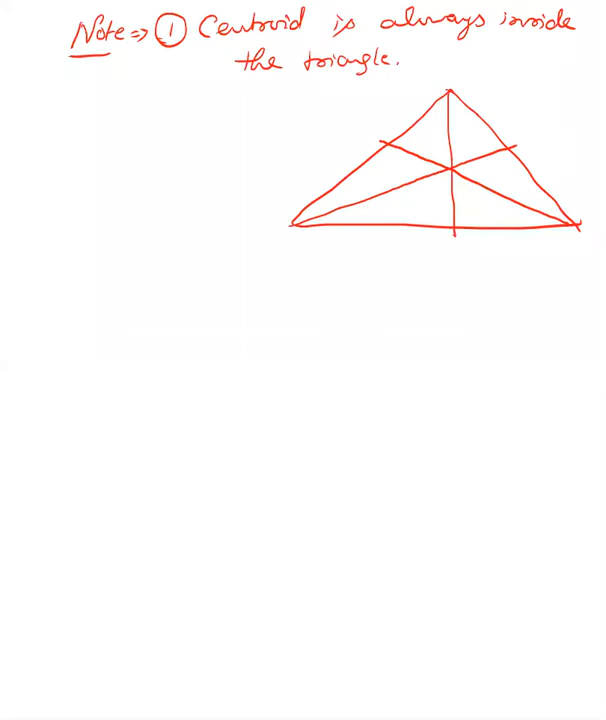 Note => ① Centroid is always inside
the triangle.